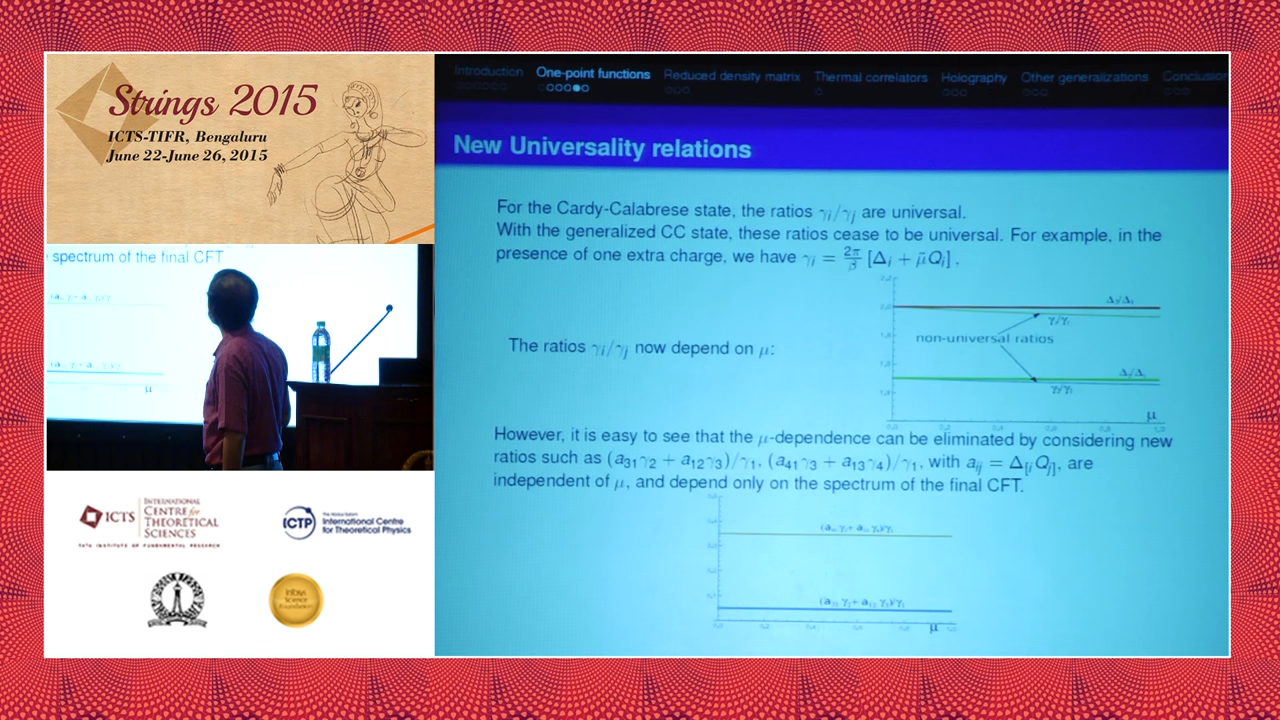 Strings 2015
ICTS-TIFR, Bengaluru
June 22-June 26, 2015
spectrum of the final CFT
μ
ICTS
INTERNATIONAL
CENTRE for
THEORETICAL
SCIENCES
TATA INSTITUTE OF FUNDAMENTAL RESEARCH
ICTP
The Abdus Salam
International Centre
for Theoretical Physics
Infosys
Science
Foundation
Introduction One-point functions Reduced density matrix Thermal correlators Holography Other generalizations Conclusion
New Universality relations
For the Cardy-Calabrese state, the ratios γi/γj are universal.
With the generalized CC state, these ratios cease to be universal. For example, in the
presence of one extra charge, we have γi = 2π/β [Δi + μ̃Qi] .
The ratios γi/γj now depend on μ:
non-universal ratios
μ
However, it is easy to see that the μ-dependence can be eliminated by considering new
ratios such as (a31γ2 + a12γ3)/γ1, (a41γ3 + a13γ4)/γ1, with aij = Δ[iQj], are
independent of μ, and depend only on the spectrum of the final CFT.
(a31 γ2+ a12 γ3)/γ1
μ